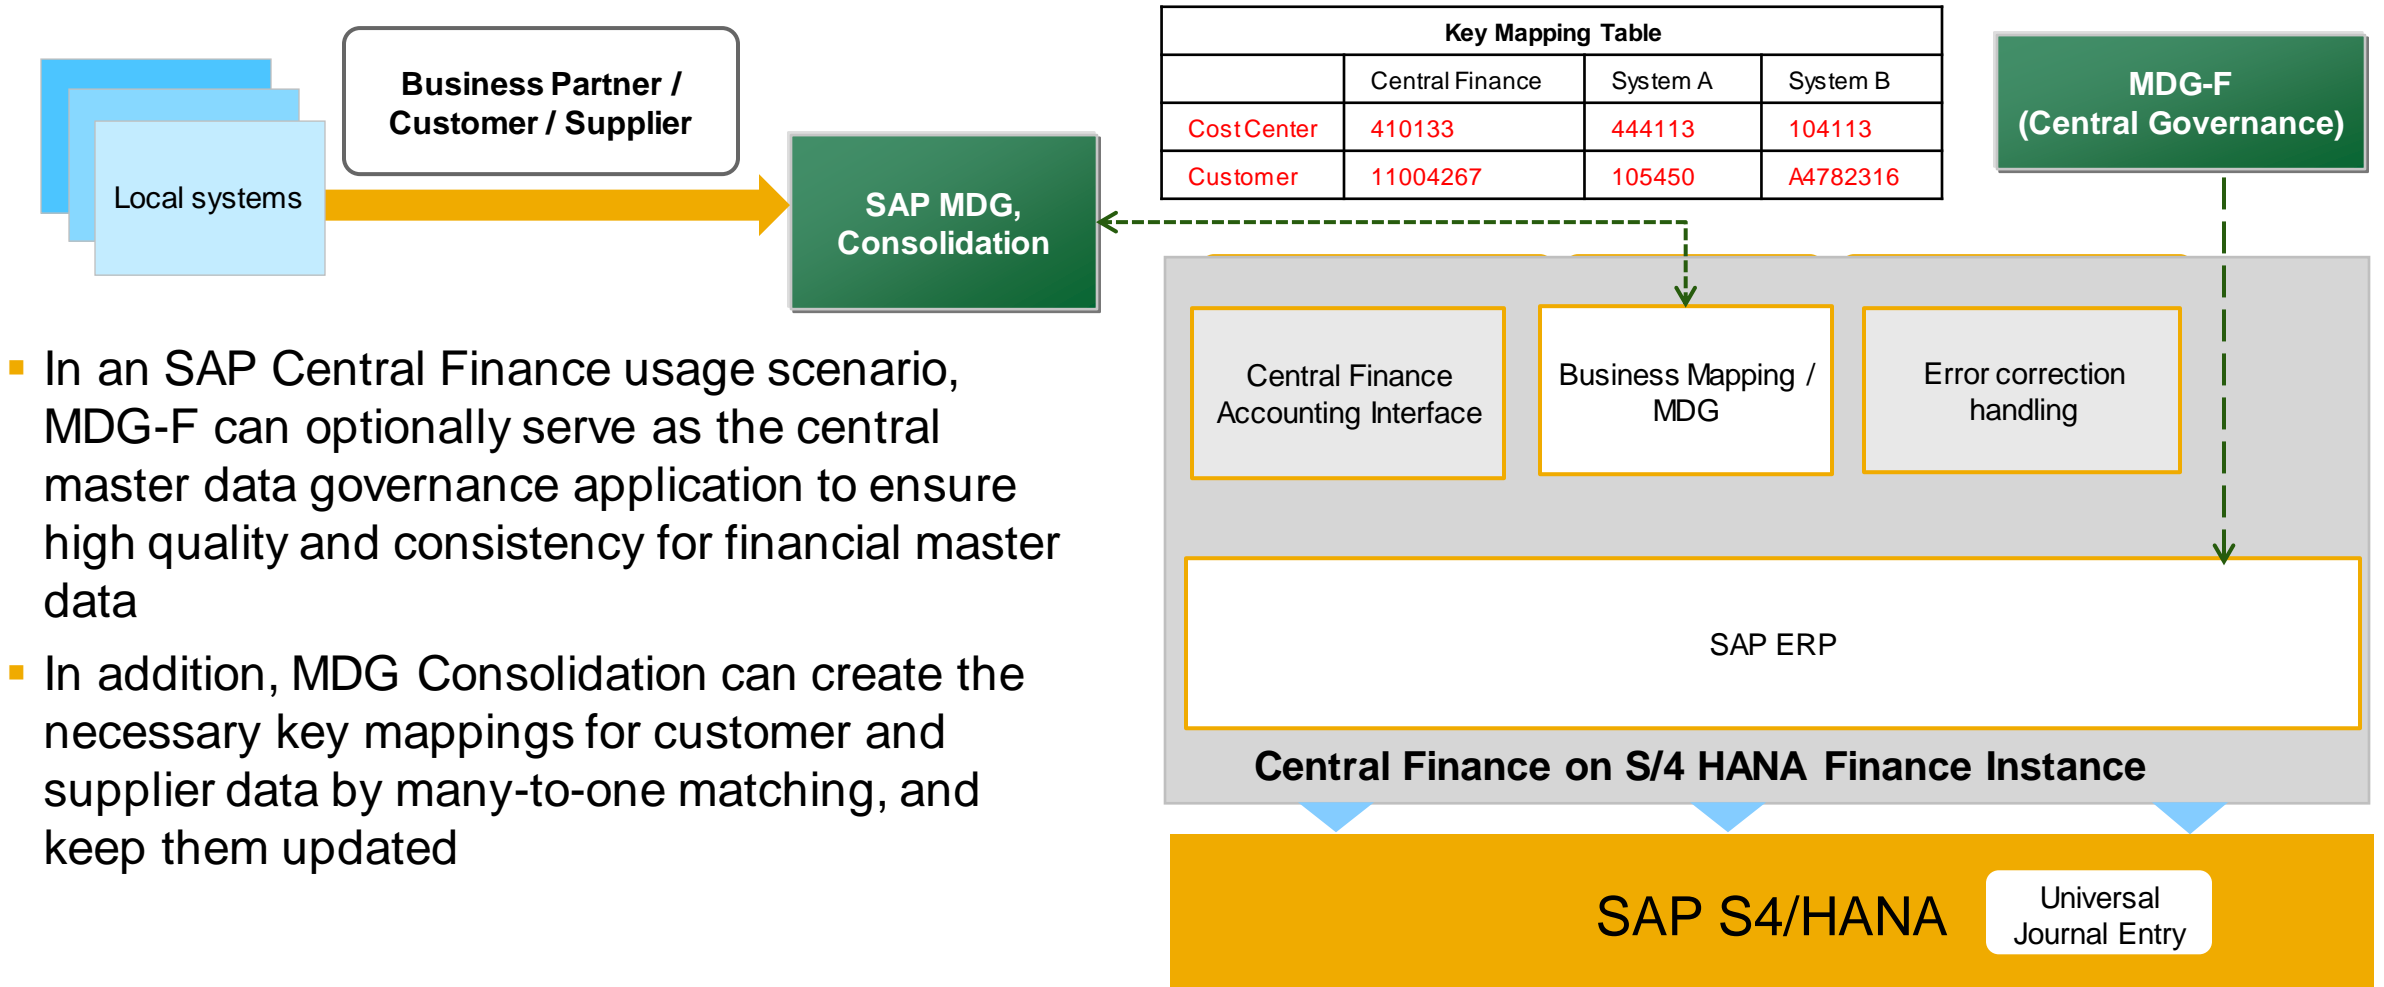 Business Partner /
Customer / Supplier
Local systems
SAP MDG,
Consolidation
Key Mapping Table
Central Finance System A System B
Cost Center 410133 444113 104113
Customer 11004267 105450 A4782316
MDG-F
(Central Governance)
In an SAP Central Finance usage scenario,
MDG-F can optionally serve as the central
master data governance application to ensure
high quality and consistency for financial master
data
In addition, MDG Consolidation can create the
necessary key mappings for customer and
supplier data by many-to-one matching, and
keep them updated
Central Finance
Accounting Interface
Business Mapping /
MDG
Error correction
handling
SAP ERP
Central Finance on S/4 HANA Finance Instance
SAP S4/HANA
Universal
Journal Entry